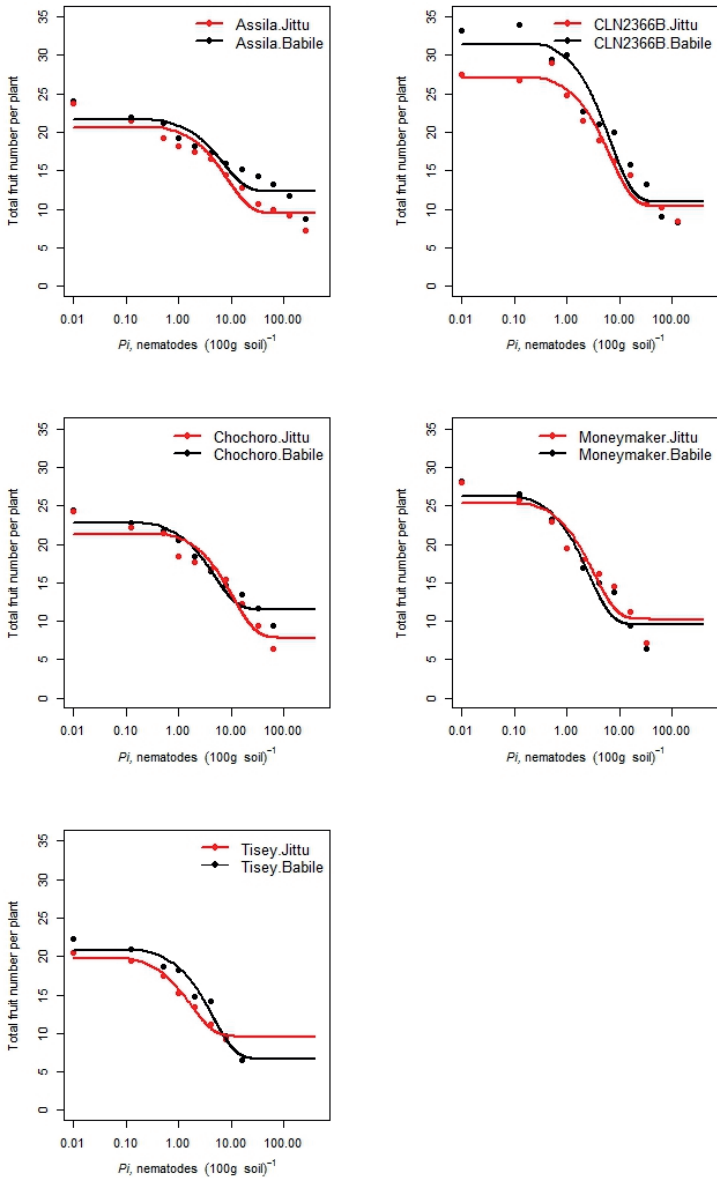 Total fruit number per plant
35
30
25
20
15
10
5
0
Assila.Jittu
Assila.Babile
0.01 0.10 1.00 10.00 100.00
Pi, nematodes (100g soil)⁻¹
Total fruit number per plant
35
30
25
20
15
10
5
0
CLN2366B.Jittu
CLN2366B.Babile
0.01 0.10 1.00 10.00 100.00
Pi, nematodes (100g soil)⁻¹
Total fruit number per plant
35
30
25
20
15
10
5
0
Chochoro.Jittu
Chochoro.Babile
0.01 0.10 1.00 10.00 100.00
Pi, nematodes (100g soil)⁻¹
Total fruit number per plant
35
30
25
20
15
10
5
0
Moneymaker.Jittu
Moneymaker.Babile
0.01 0.10 1.00 10.00 100.00
Pi, nematodes (100g soil)⁻¹
Total fruit number per plant
35
30
25
20
15
10
5
0
Tisey.Jittu
Tisey.Babile
0.01 0.10 1.00 10.00 100.00
Pi, nematodes (100g soil)⁻¹